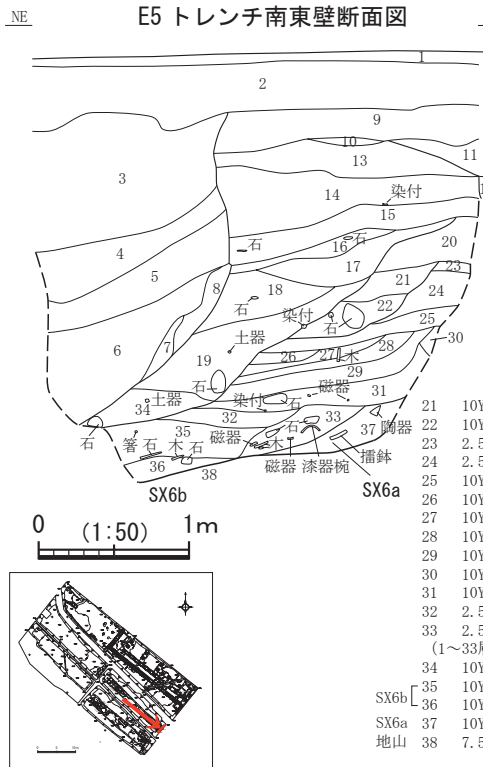 NE
E5 トレンチ南東壁断面図
1
2
9
10
11
13
3
14
染付
15
20
石
16
石
4
17
23
5
21
24
8
18
22
石
染付
石
25
土器
28
30
6
7
19
26
27
木
29
石
磁器
31
土器
染付
石
34
32
33
37
陶器
石
箸
石
木
石
35
磁器
木
石
36
38
磁器
漆器椀
擂鉢
SX6b
SX6a
0 (1:50) 1m
21 10Y
22 10Y
23 2.5
24 2.5
25 10Y
26 10Y
27 10Y
28 10Y
29 10Y
30 10Y
31 10Y
32 2.5
33 2.5
(1～33層
34 10Y
SX6b 35 10Y
36 10Y
SX6a 37 10Y
地山 38 7.5